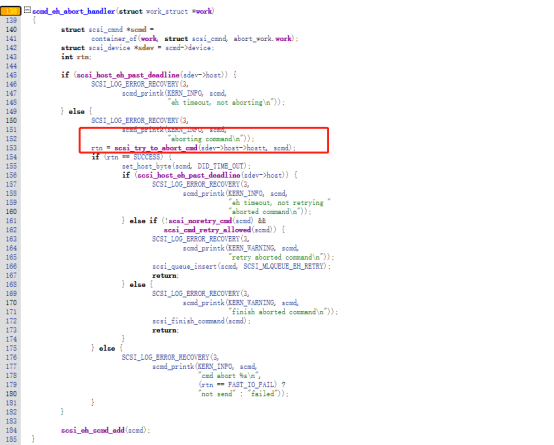 scmd_eh_abort_handler(struct work_struct *work)
139 {
140 struct scsi_cmnd *scmd =
141 container_of(work, struct scsi_cmnd, abort_work.work);
142 struct scsi_device *sdev = scmd->device;
143 int rtn;
144
145 if (scsi_host_eh_past_deadline(sdev->host)) {
146 SCSI_LOG_ERROR_RECOVERY(3,
147 scmd_printk(KERN_INFO, scmd,
148 "eh timeout, not aborting\n"));
149 } else {
150 SCSI_LOG_ERROR_RECOVERY(3,
151 scmd_printk(KERN_INFO, scmd,
152 "aborting command\n"));
153 rtn = scsi_try_to_abort_cmd(sdev->host->hostt, scmd);
154 if (rtn == SUCCESS) {
155 set_host_byte(scmd, DID_TIME_OUT);
156 if (scsi_host_eh_past_deadline(sdev->host)) {
157 SCSI_LOG_ERROR_RECOVERY(3,
158 scmd_printk(KERN_INFO, scmd,
159 "eh timeout, not retrying "
160 "aborted command\n"));
161 } else if (!scsi_noretry_cmd(scmd) &&
162 scsi_cmd_retry_allowed(scmd)) {
163 SCSI_LOG_ERROR_RECOVERY(3,
164 scmd_printk(KERN_WARNING, scmd,
165 "retry aborted command\n"));
166 scsi_queue_insert(scmd, SCSI_MLQUEUE_EH_RETRY);
167 return;
168 } else {
169 SCSI_LOG_ERROR_RECOVERY(3,
170 scmd_printk(KERN_WARNING, scmd,
171 "finish aborted command\n"));
172 scsi_finish_command(scmd);
173 return;
174 }
175 } else {
176 SCSI_LOG_ERROR_RECOVERY(3,
177 scmd_printk(KERN_INFO, scmd,
178 "cmd abort %s\n",
179 (rtn == FAST_IO_FAIL) ?
180 "not send" : "failed"));
181 }
182 }
183
184 scsi_eh_scmd_add(scmd);
185 }